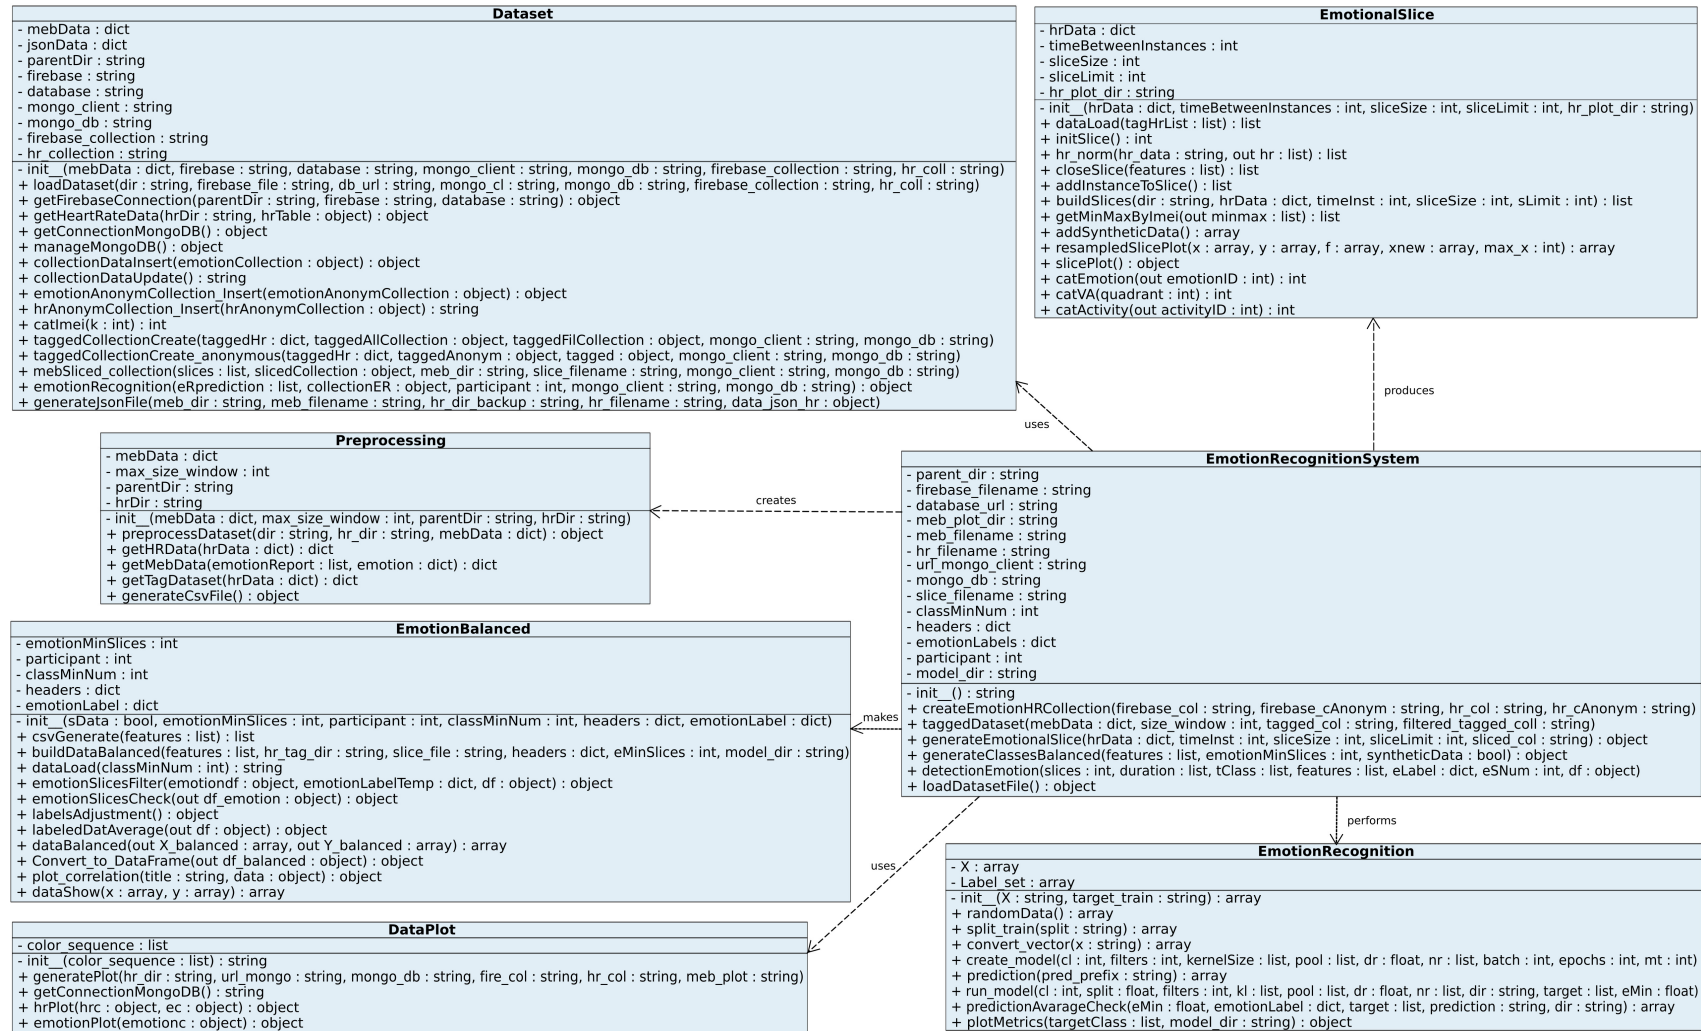 Dataset
- mebData : dict
- jsonData : dict
- parentDir : string
- firebase : string
- database : string
- mongo_client : string
- mongo_db : string
- firebase_collection : string
- hr_collection : string
- init__(mebData : dict, firebase : string, database : string, mongo_client : string, mongo_db : string, firebase_collection : string, hr_coll : string)
+ loadDataset(dir : string, firebase_file : string, db_url : string, mongo_cl : string, mongo_db : string, firebase_collection : string, hr_coll : string)
+ getFirebaseConnection(parentDir : string, firebase : string, database : string) : object
+ getHeartRateData(hrDir : string, hrTable : object) : object
+ getConnectionMongoDB() : object
+ manageMongoDB() : object
+ collectionDataInsert(emotionCollection : object) : object
+ collectionDataUpdate() : string
+ emotionAnonymCollection_Insert(emotionAnonymCollection : object) : object
+ hrAnonymCollection_Insert(hrAnonymCollection : object) : string
+ catImei(k : int) : int
+ taggedCollectionCreate(taggedHr : dict, taggedAllCollection : object, taggedFilCollection : object, mongo_client : string, mongo_db : string)
+ taggedCollectionCreate_anonymous(taggedHr : dict, taggedAnonym : object, tagged : object, mongo_client : string, mongo_db : string)
+ mebSliced_collection(slices : list, slicedCollection : object, meb_dir : string, slice_filename : string, mongo_client : string, mongo_db : string)
+ emotionRecognition(eRprediction : list, collectionER : object, participant : int, mongo_client : string, mongo_db : string) : object
+ generateJsonFile(meb_dir : string, meb_filename : string, hr_dir_backup : string, hr_filename : string, data_json_hr : object)
EmotionalSlice
- hrData : dict
- timeBetweenInstances : int
- sliceSize : int
- sliceLimit : int
- hr_plot_dir : string
- init__(hrData : dict, timeBetweenInstances : int, sliceSize : int, sliceLimit : int, hr_plot_dir : string)
+ dataLoad(tagHrList : list) : list
+ initSlice() : int
+ hr_norm(hr_data : string, out hr : list) : list
+ closeSlice(features : list) : list
+ addInstanceToSlice() : list
+ buildSlices(dir : string, hrData : dict, timeInst : int, sliceSize : int, sLimit : int) : list
+ getMinMaxByImei(out minmax : list) : list
+ addSyntheticData() : array
+ resampledSlicePlot(x : array, y : array, f : array, xnew : array, max_x : int) : array
+ slicePlot() : object
+ catEmotion(out emotionID : int) : int
+ catVA(quadrant : int) : int
+ catActivity(out activityID : int) : int
produces
uses
Preprocessing
- mebData : dict
- max_size_window : int
- parentDir : string
- hrDir : string
- init__(mebData : dict, max_size_window : int, parentDir : string, hrDir : string)
+ preprocessDataset(dir : string, hr_dir : string, mebData : dict) : object
+ getHRData(hrData : dict) : dict
+ getMebData(emotionReport : list, emotion : dict) : dict
+ getTagDataset(hrData : dict) : dict
+ generateCsvFile() : object
creates
EmotionRecognitionSystem
- parent_dir : string
- firebase_filename : string
- database_url : string
- meb_plot_dir : string
- meb_filename : string
- hr_filename : string
- url_mongo_client : string
- mongo_db : string
- slice_filename : string
- classMinNum : int
- headers : dict
- emotionLabels : dict
- participant : int
- model_dir : string
- init__() : string
+ createEmotionHRCollection(firebase_col : string, firebase_cAnonym : string, hr_col : string, hr_cAnonym : string)
+ taggedDataset(mebData : dict, size_window : int, tagged_col : string, filtered_tagged_coll : string)
+ generateEmotionalSlice(hrData : dict, timeInst : int, sliceSize : int, sliceLimit : int, sliced_col : string) : object
+ generateClassesBalanced(features : list, emotionMinSlices : int, syntheticData : bool) : object
+ detectionEmotion(slices : int, duration : list, tClass : list, features : list, eLabel : dict, eSNum : int, df : object)
+ loadDatasetFile() : object
EmotionBalanced
- emotionMinSlices : int
- participant : int
- classMinNum : int
- headers : dict
- emotionLabel : dict
- init__(sData : bool, emotionMinSlices : int, participant : int, classMinNum : int, headers : dict, emotionLabel : dict)
+ csvGenerate(features : list) : list
+ buildDataBalanced(features : list, hr_tag_dir : string, slice_file : string, headers : dict, eMinSlices : int, model_dir : string)
+ dataLoad(classMinNum : int) : string
+ emotionSlicesFilter(emotiondf : object, emotionLabelTemp : dict, df : object) : object
+ emotionSlicesCheck(out df_emotion : object) : object
+ labelsAdjustment() : object
+ labeledDatAverage(out df : object) : object
+ dataBalanced(out X_balanced : array, out Y_balanced : array) : array
+ Convert_to_DataFrame(out df_balanced : object) : object
+ plot_correlation(title : string, data : object) : object
+ dataShow(x : array, y : array) : array
makes
uses
performs
DataPlot
- color_sequence : list
- init__(color_sequence : list) : string
+ generatePlot(hr_dir : string, url_mongo : string, mongo_db : string, fire_col : string, hr_col : string, meb_plot : string)
+ getConnectionMongoDB() : string
+ hrPlot(hrc : object, ec : object) : object
+ emotionPlot(emotionc : object) : object
EmotionRecognition
- X : array
- Label_set : array
- init__(X : string, target_train : string) : array
+ randomData() : array
+ split_train(split : string) : array
+ convert_vector(x : string) : array
+ create_model(cl : int, filters : int, kernelSize : list, pool : list, dr : float, nr : list, batch : int, epochs : int, mt : int)
+ prediction(pred_prefix : string) : array
+ run_model(cl : int, split : float, filters : int, kl : list, pool : list, dr : float, nr : list, dir : string, target : list, eMin : float)
+ predictionAvarageCheck(eMin : float, emotionLabel : dict, target : list, prediction : string, dir : string) : array
+ plotMetrics(targetClass : list, model_dir : string) : object